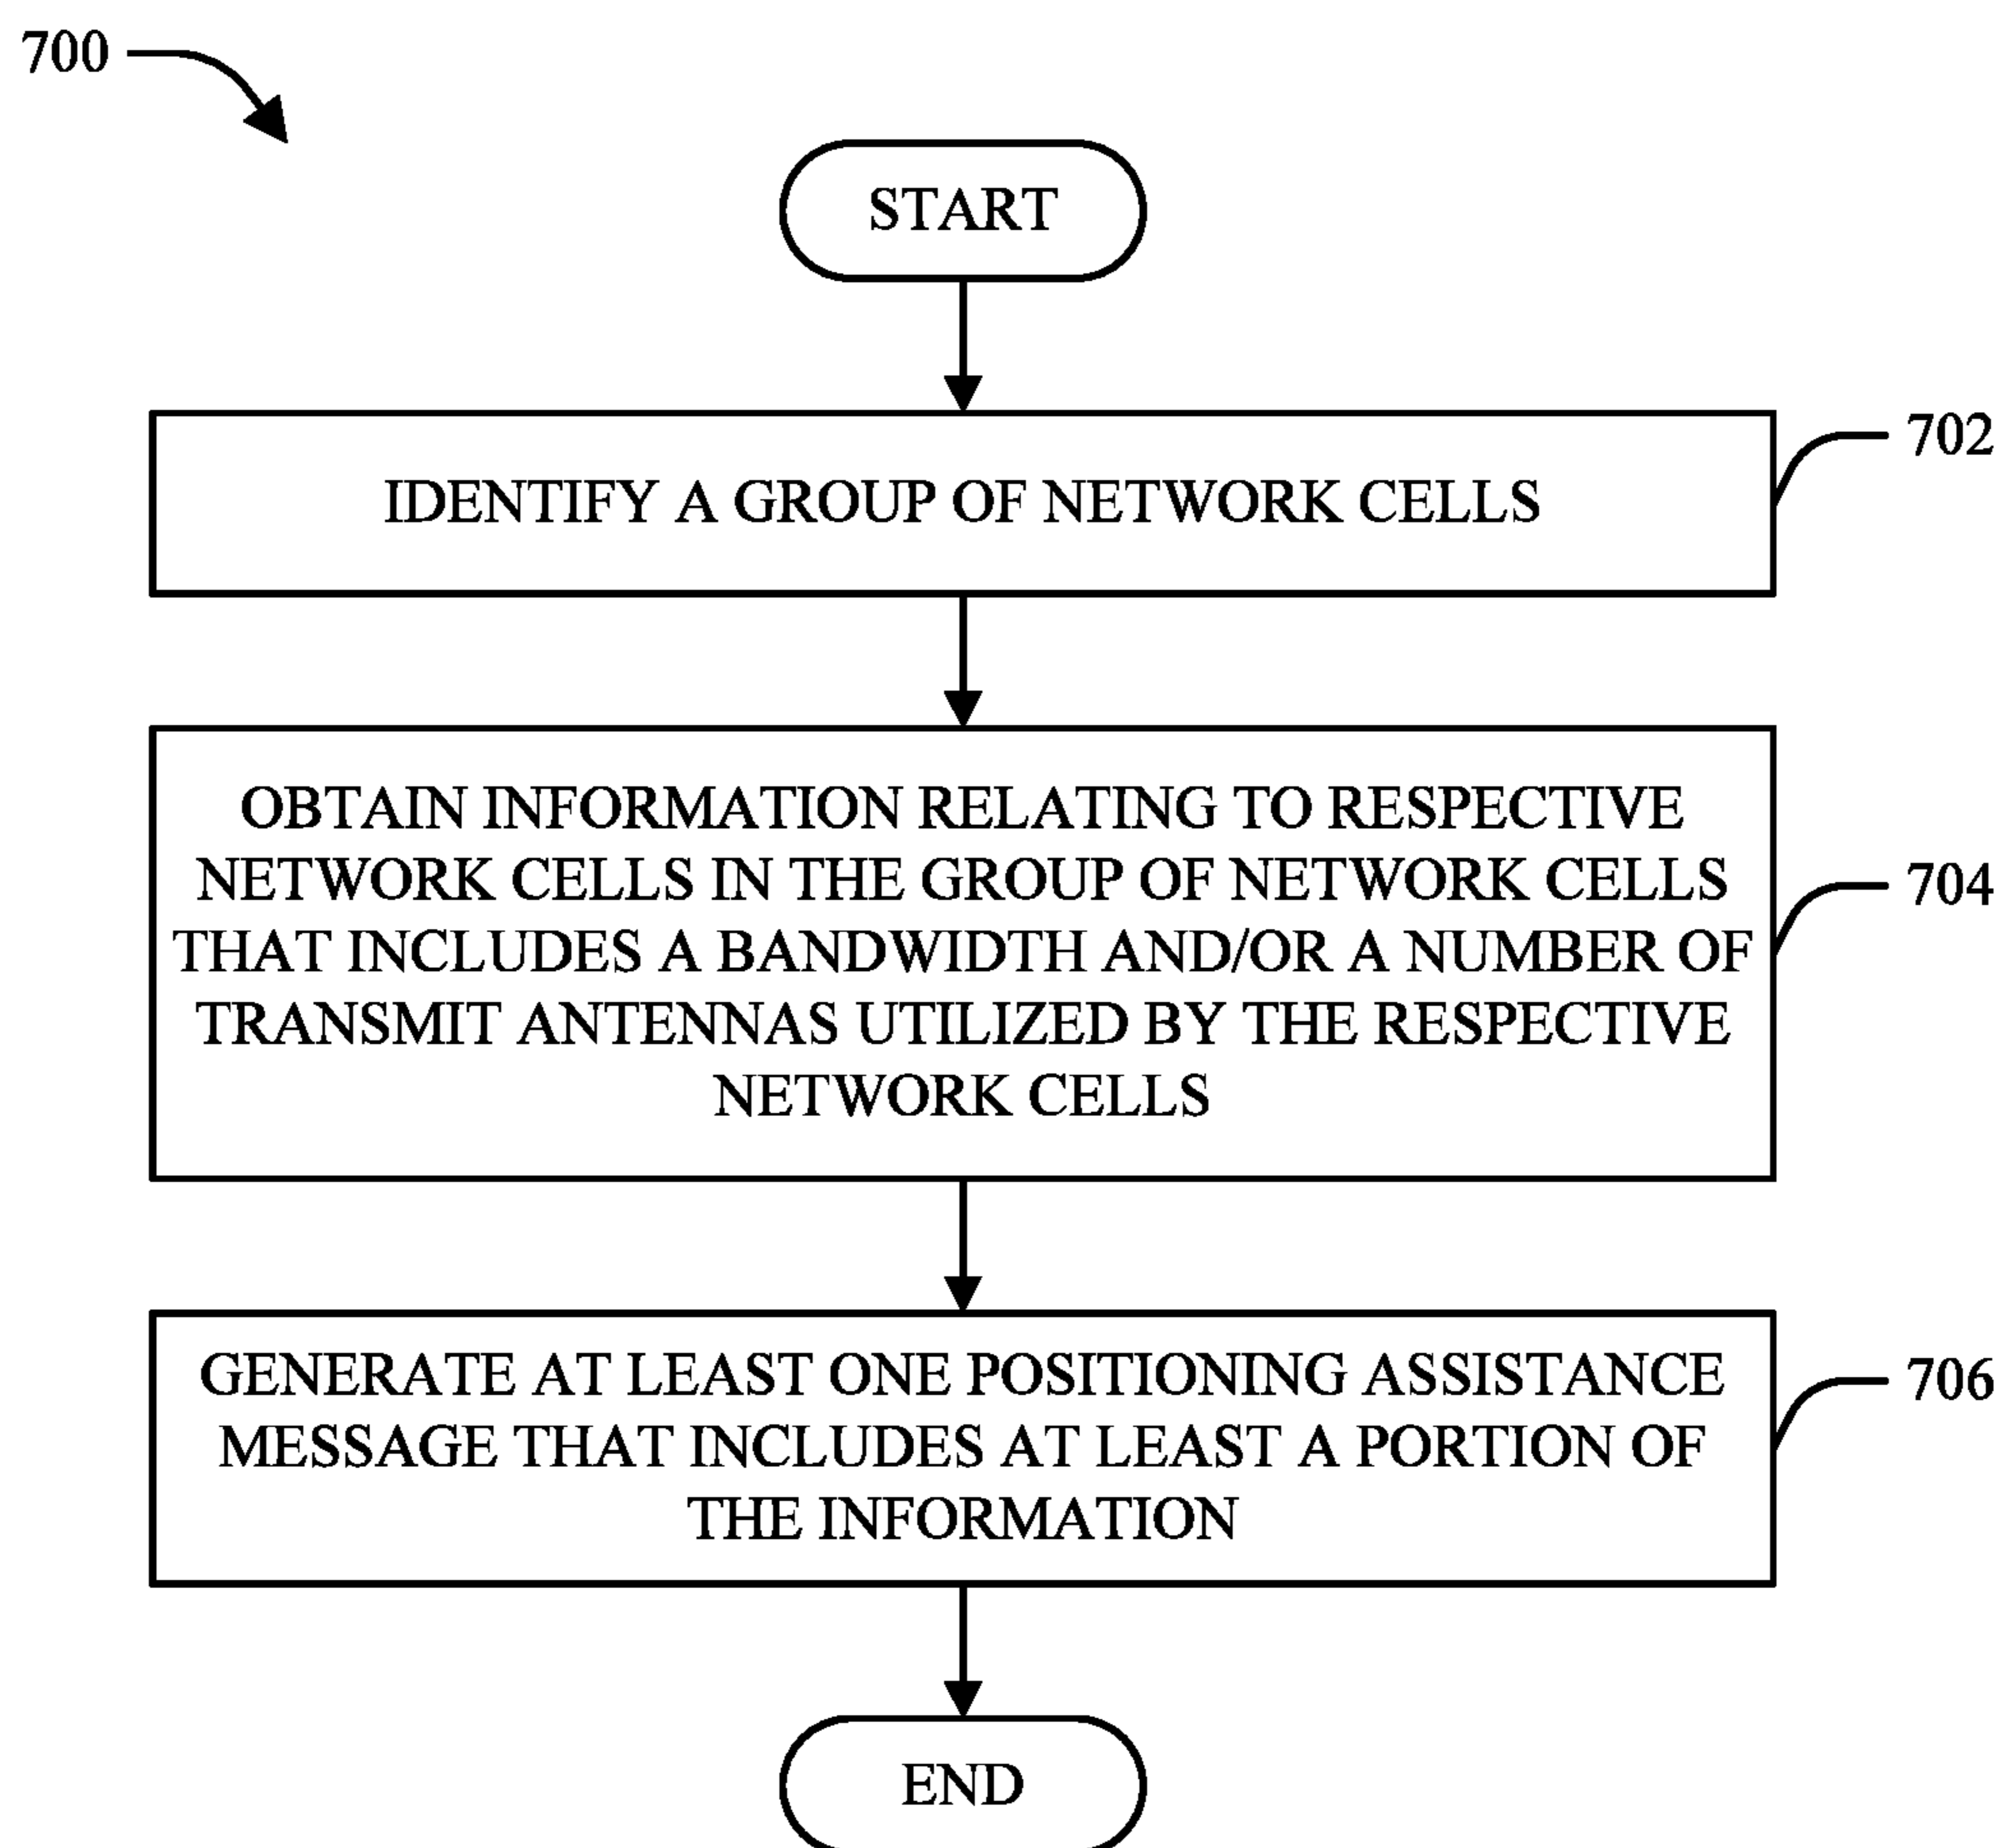 700
START
IDENTIFY A GROUP OF NETWORK CELLS
702
OBTAIN INFORMATION RELATING TO RESPECTIVE
NETWORK CELLS IN THE GROUP OF NETWORK CELLS
THAT INCLUDES A BANDWIDTH AND/OR A NUMBER OF
TRANSMIT ANTENNAS UTILIZED BY THE RESPECTIVE
NETWORK CELLS
704
GENERATE AT LEAST ONE POSITIONING ASSISTANCE
MESSAGE THAT INCLUDES AT LEAST A PORTION OF
THE INFORMATION
706
END